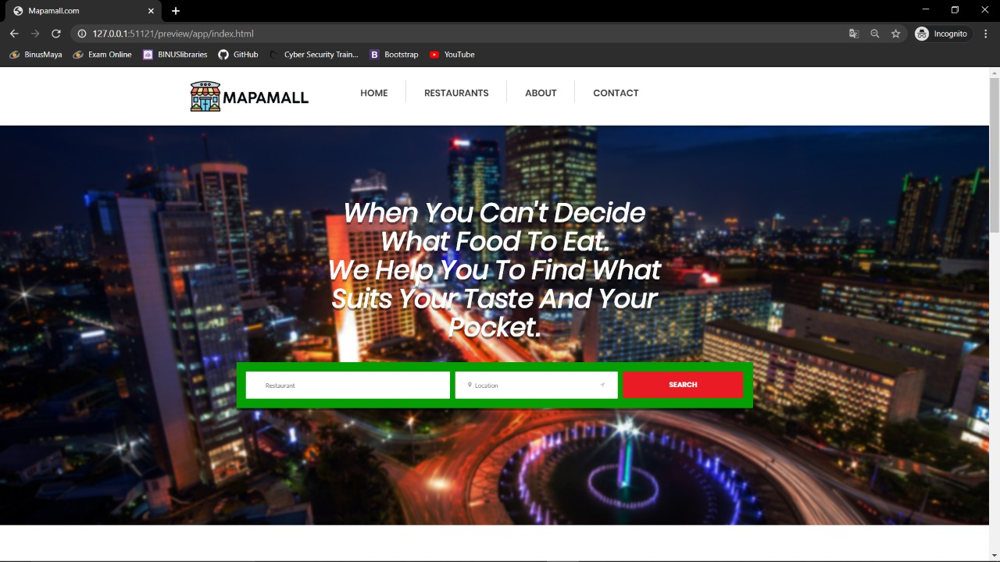 Mapamall.com
127.0.0.1:51121/preview/app/index.html
Incognito
BinusMaya
Exam Online
BINUSlibraries
GitHub
Cyber Security Train...
Bootstrap
YouTube
MAPAMALL
HOME
RESTAURANTS
ABOUT
CONTACT
When You Can't Decide
What Food To Eat.
We Help You To Find What
Suits Your Taste And Your
Pocket.
Restaurant
Location
SEARCH